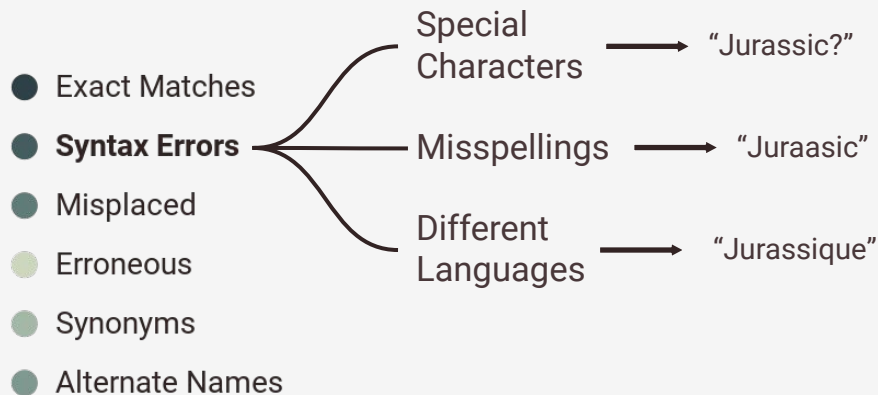 Exact Matches
Syntax Errors
Misplaced
Erroneous
Synonyms
Alternate Names
Special
Characters
“Jurassic?”
Misspellings
“Juraasic”
Different
Languages
“Jurassique”